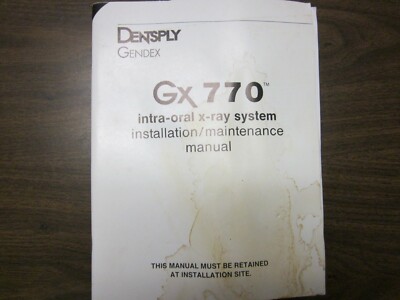 DENTSPLY
GENDEX
GX 770™
intra-oral x-ray system
installation/maintenance
manual
THIS MANUAL MUST BE RETAINED
AT INSTALLATION SITE.